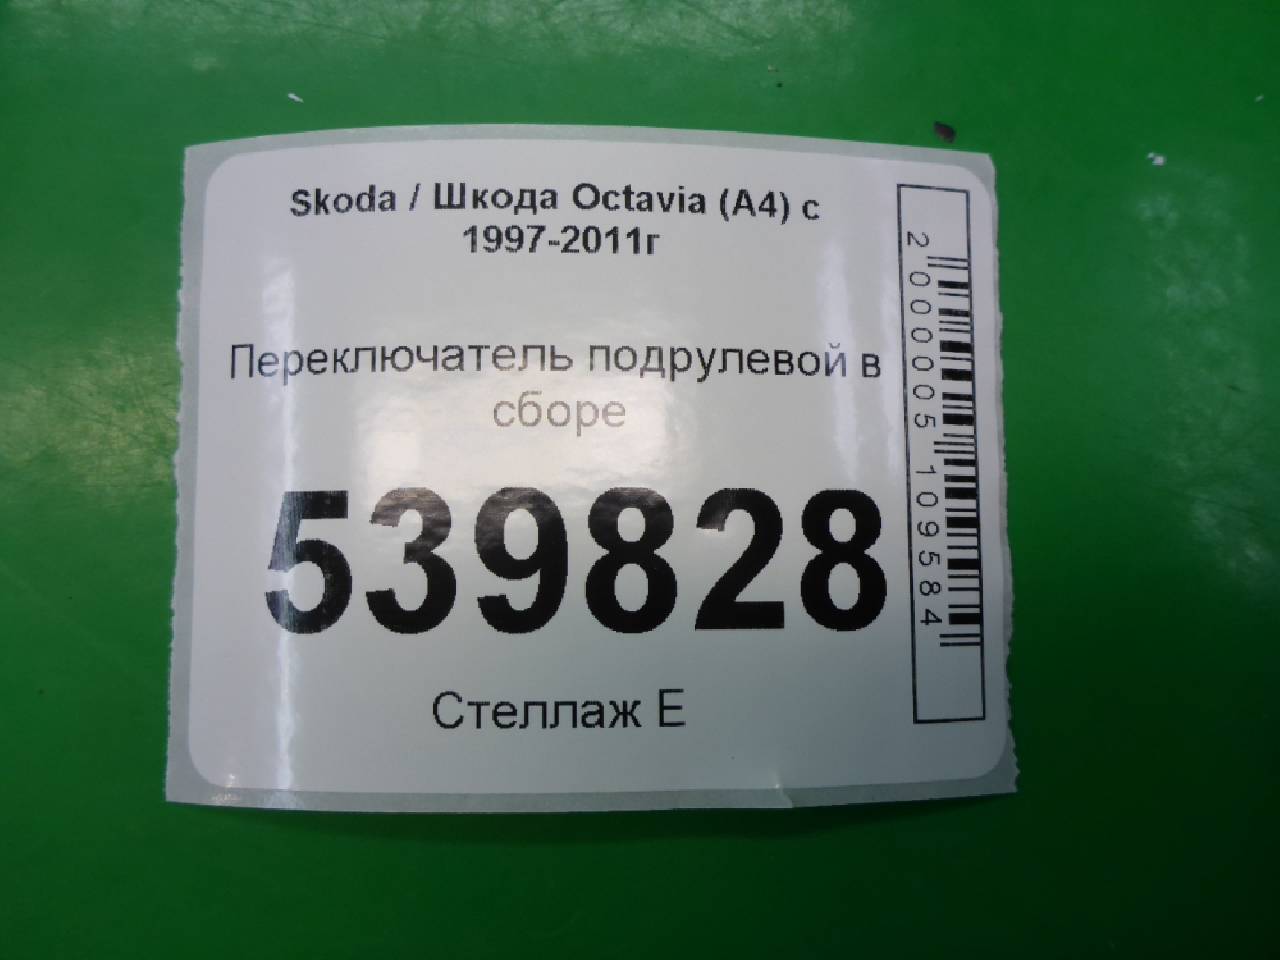 Skoda / Шкода Octavia (A4) с
1997-2011г
Переключатель подрулевой в
сборе
539828
Стеллаж Е
2000005109584